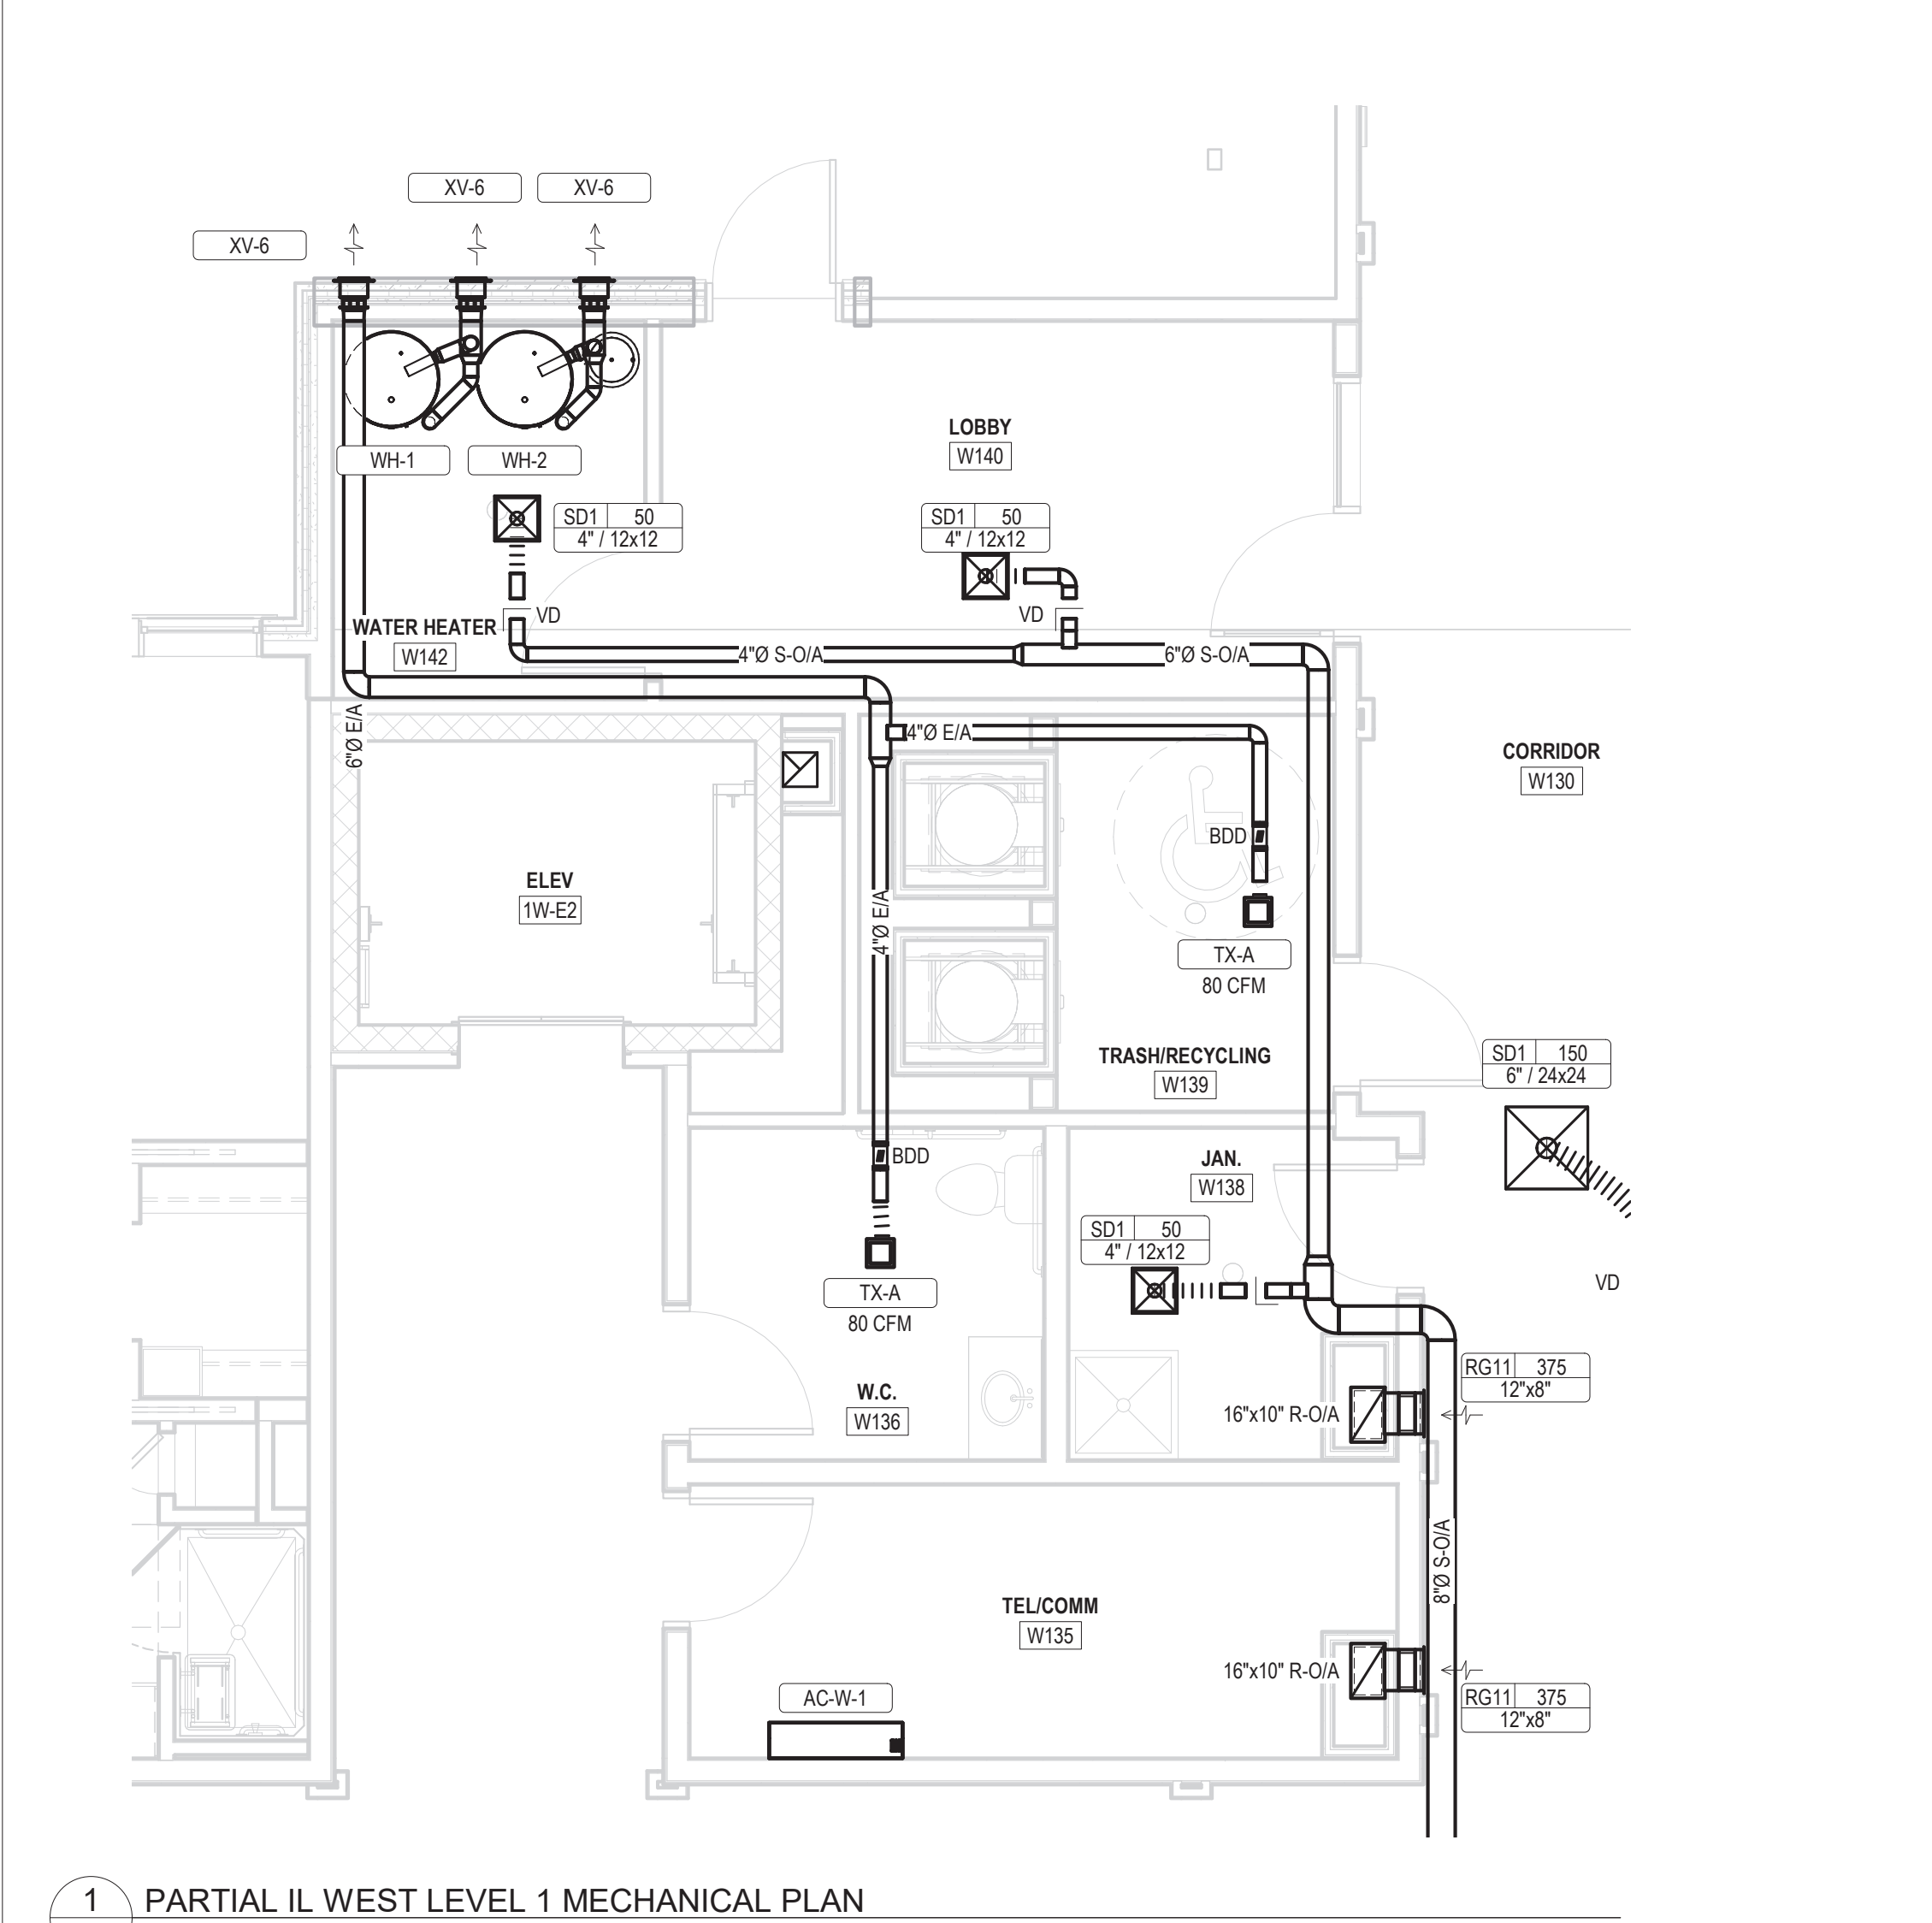 XV-6
XV-6
XV-6
WH-1
WH-2
SD1 50
4" / 12x12
VD
WATER HEATER
W142
LOBBY
W140
SD1 50
4" / 12x12
VD
4"Ø S-O/A
6"Ø S-O/A
6"Ø E/A
4"Ø E/A
CORRIDOR
W130
BDD
ELEV
1W-E2
4"Ø E/A
TX-A
80 CFM
TRASH/RECYCLING
W139
SD1 150
6" / 24x24
BDD
JAN.
W138
SD1 50
4" / 12x12
TX-A
80 CFM
VD
RG11 375
12"x8"
W.C.
W136
16"x10" R-O/A
8"Ø S-O/A
TEL/COMM
W135
16"x10" R-O/A
AC-W-1
RG11 375
12"x8"
1 PARTIAL IL WEST LEVEL 1 MECHANICAL PLAN